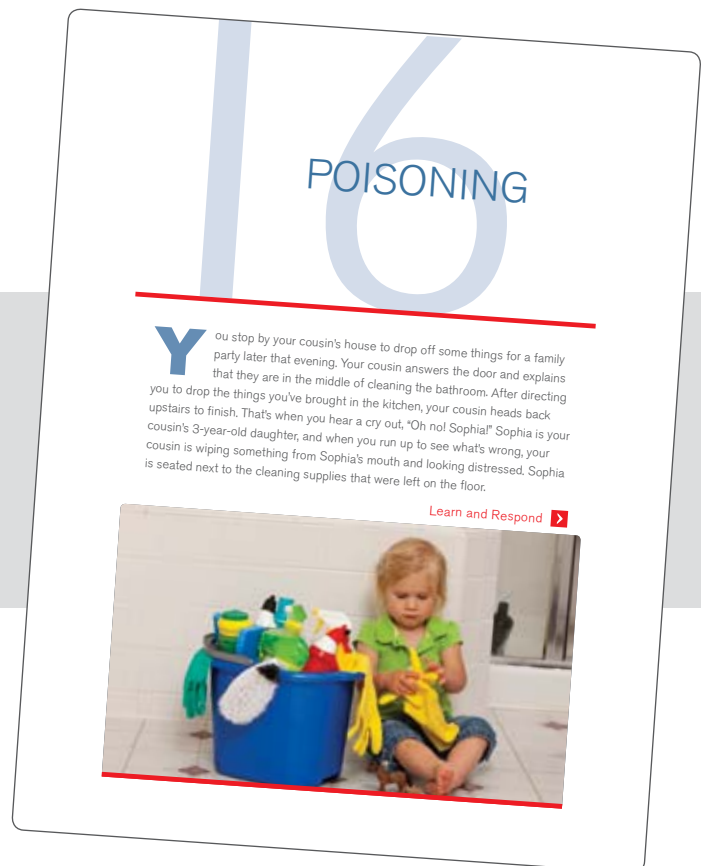 16
POISONING
You stop by your cousin's house to drop off some things for a family
party later that evening. Your cousin answers the door and explains
that they are in the middle of cleaning the bathroom. After directing
you to drop the things you've brought in the kitchen, your cousin heads back
upstairs to finish. That's when you hear a cry out, “Oh no! Sophia!” Sophia is your
cousin's 3-year-old daughter, and when you run up to see what's wrong, your
cousin is wiping something from Sophia's mouth and looking distressed. Sophia
is seated next to the cleaning supplies that were left on the floor.
Learn and Respond